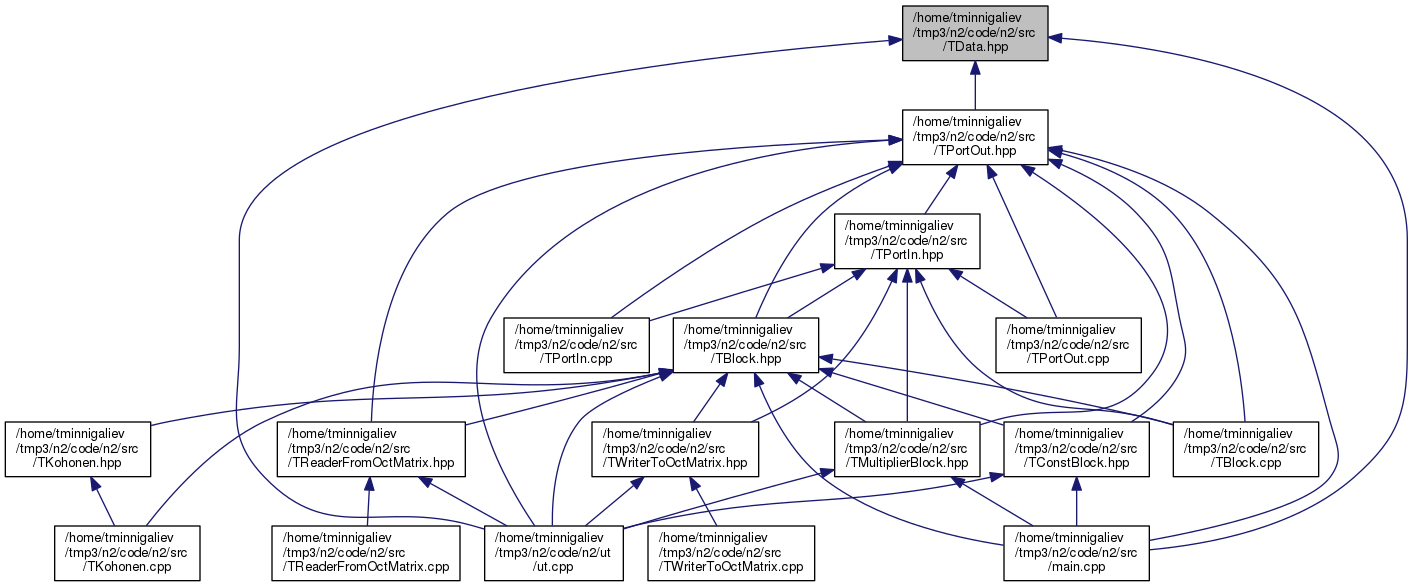 /home/tminnigaliev
/tmp3/n2/code/n2/src
/TData.hpp
/home/tminnigaliev
/tmp3/n2/code/n2/src
/TPortOut.hpp
/home/tminnigaliev
/tmp3/n2/code/n2/src
/TPortIn.hpp
/home/tminnigaliev
/tmp3/n2/code/n2/src
/TPortIn.cpp
/home/tminnigaliev
/tmp3/n2/code/n2/src
/TBlock.hpp
/home/tminnigaliev
/tmp3/n2/code/n2/src
/TPortOut.cpp
/home/tminnigaliev
/tmp3/n2/code/n2/src
/TKohonen.hpp
/home/tminnigaliev
/tmp3/n2/code/n2/src
/TReaderFromOctMatrix.hpp
/home/tminnigaliev
/tmp3/n2/code/n2/src
/TWriterToOctMatrix.hpp
/home/tminnigaliev
/tmp3/n2/code/n2/src
/TMultiplierBlock.hpp
/home/tminnigaliev
/tmp3/n2/code/n2/src
/TConstBlock.hpp
/home/tminnigaliev
/tmp3/n2/code/n2/src
/TBlock.cpp
/home/tminnigaliev
/tmp3/n2/code/n2/src
/TKohonen.cpp
/home/tminnigaliev
/tmp3/n2/code/n2/src
/TReaderFromOctMatrix.cpp
/home/tminnigaliev
/tmp3/n2/code/n2/ut
/ut.cpp
/home/tminnigaliev
/tmp3/n2/code/n2/src
/TWriterToOctMatrix.cpp
/home/tminnigaliev
/tmp3/n2/code/n2/src
/main.cpp